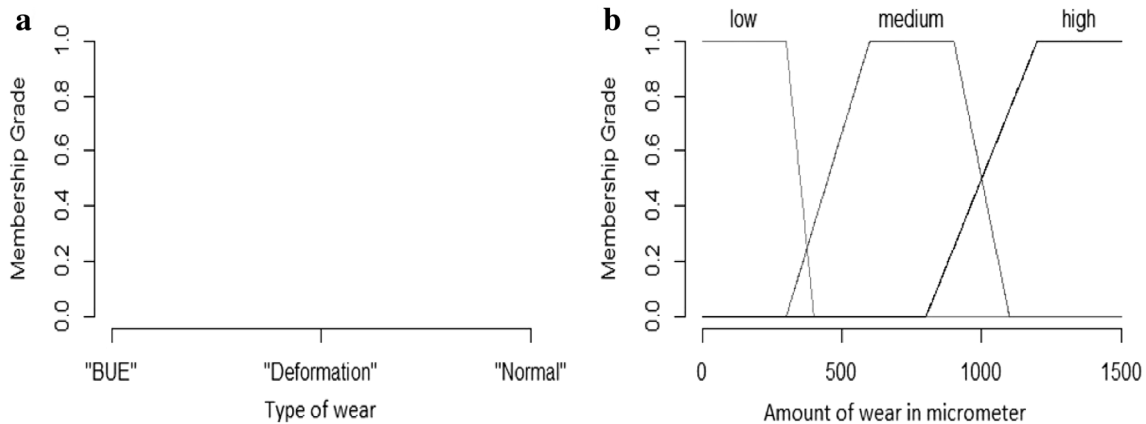 a
Membership Grade
1.0
0.8
0.6
0.4
0.2
0.0
"BUE" "Deformation" "Normal"
Type of wear
b
low medium high
Membership Grade
1.0
0.8
0.6
0.4
0.2
0.0
0 500 1000 1500
Amount of wear in micrometer